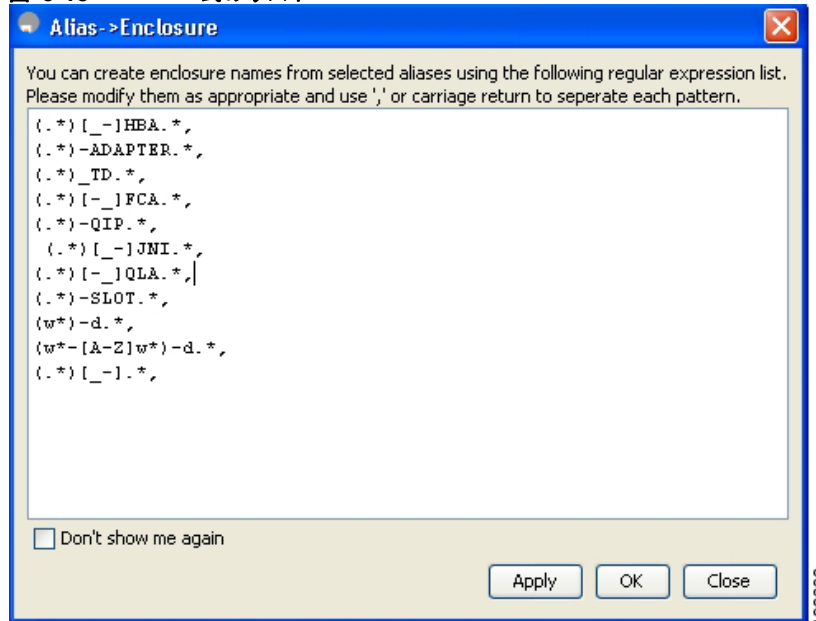 Alias->Enclosure
You can create enclosure names from selected aliases using the following regular expression list.
Please modify them as appropriate and use ',' or carriage return to seperate each pattern.
(.*)[_-]HBA.*,
(.*)-ADAPTER.*,
(.*)_TD.*,
(.*)[-_]FCA.*,
(.*)-QIP.*,
(.*)[_-]JNI.*,
(.*)[-_]QLA.*,
(.*)-SLOT.*,
(w*)-d.*,
(w*-[A-Z]w*)-d.*,
(.*)[_-].*,
Don't show me again
Apply OK Close